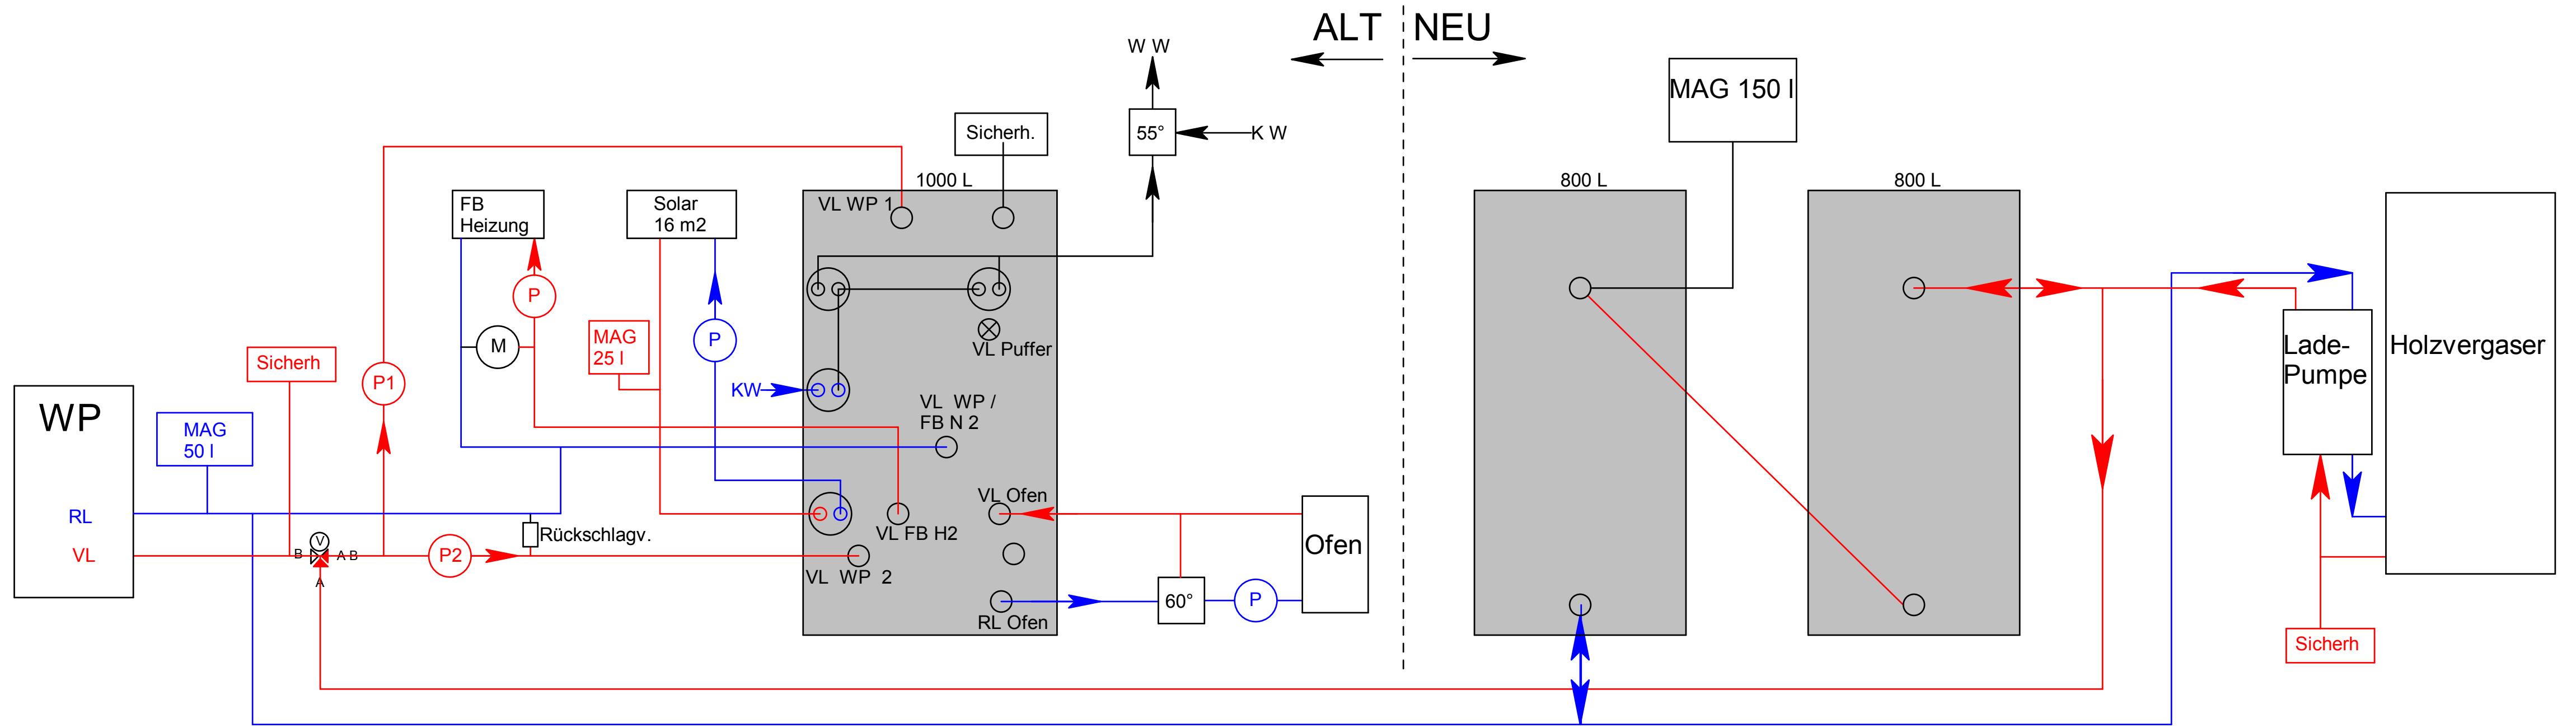 ALT
NEU
W W
MAG 150 l
55°
K W
Sicherh.
1000 L
800 L
800 L
FB
Heizung
Solar
16 m2
VL WP 1
P
MAG
25 l
P
M
VL Puffer
Sicherh
P1
KW
Lade-
Pumpe
Holzvergaser
WP
MAG
50 l
VL WP /
FB N 2
RL
VL Ofen
Rückschlagv.
VL FB H2
V
B
A B
A
VL
P2
VL WP 2
Ofen
60°
P
RL Ofen
Sicherh